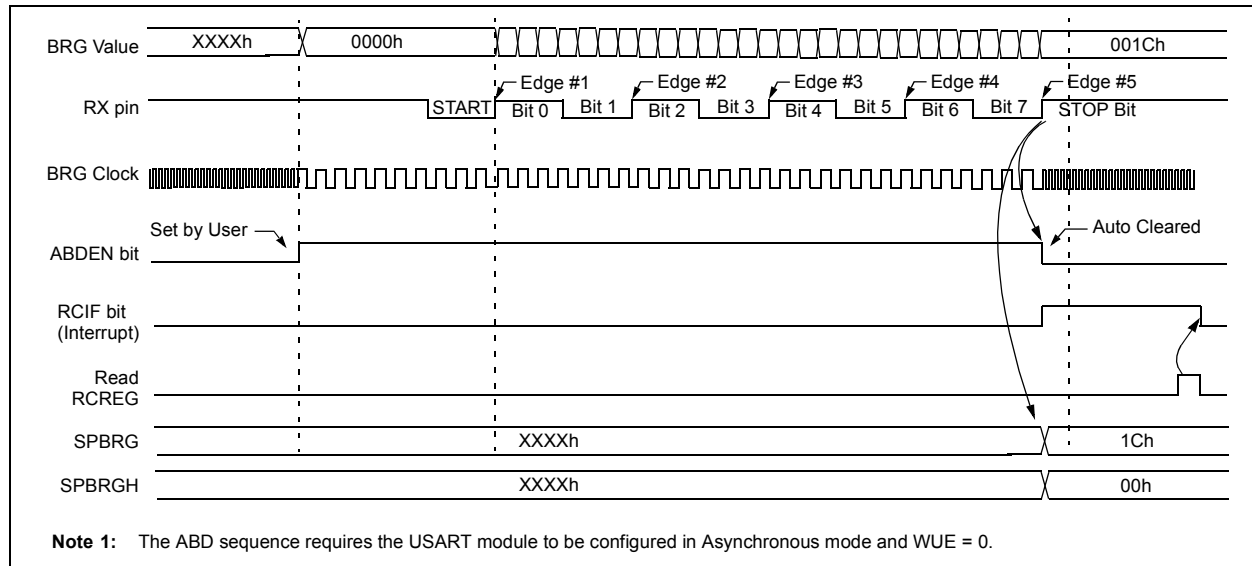 BRG Value XXXXh 0000h 001Ch
Edge #1 Edge #2 Edge #3 Edge #4 Edge #5
RX pin START Bit 0 Bit 1 Bit 2 Bit 3 Bit 4 Bit 5 Bit 6 Bit 7 STOP Bit
BRG Clock
Set by User Auto Cleared
ABDEN bit
RCIF bit
(Interrupt)
Read
RCREG
SPBRG XXXXh 1Ch
SPBRGH XXXXh 00h
Note 1: The ABD sequence requires the USART module to be configured in Asynchronous mode and WUE = 0.